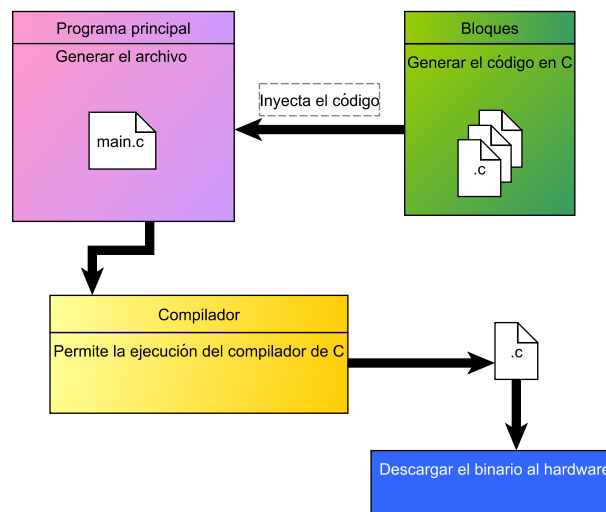 Programa principal
Generar el archivo
main.c
Bloques
Generar el código en C
.c
Inyecta el código
Compilador
Permite la ejecución del compilador de C
.c
Descargar el binario al hardware